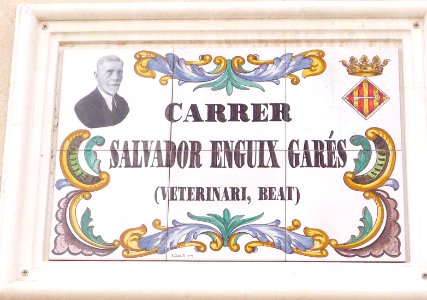 CARRER
SALVADOR ENGUIX GARÉS
(VETERINARI, BEAT)